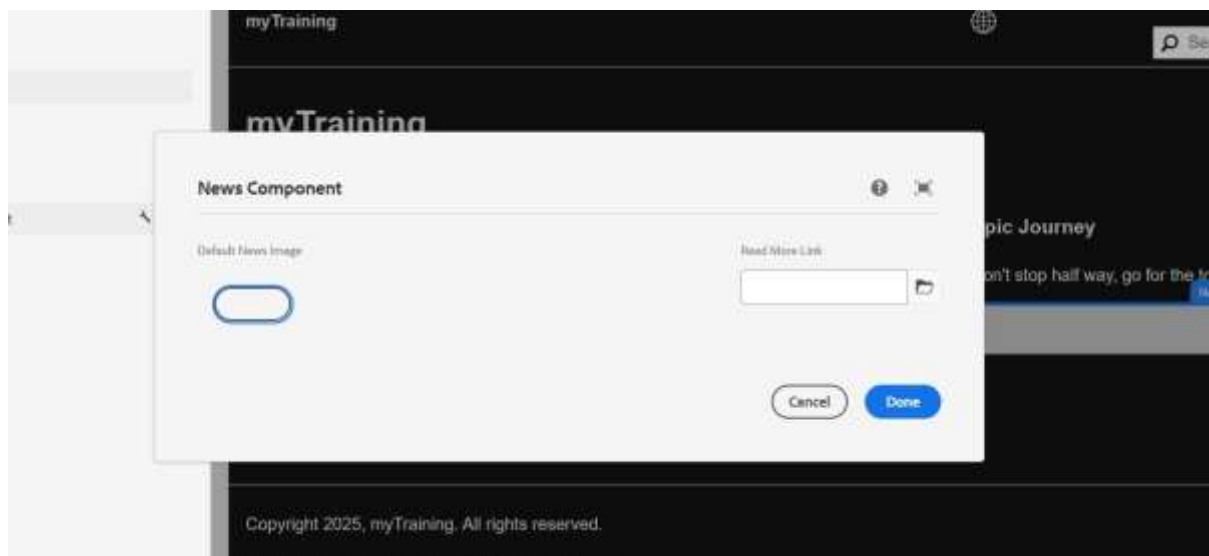 myTraining
Se
myTraining
News Component
Default News Image
Read More Link
pic Journey
on't stop half way, go for the to
Cancel
Done
Copyright 2025, myTraining. All rights reserved.